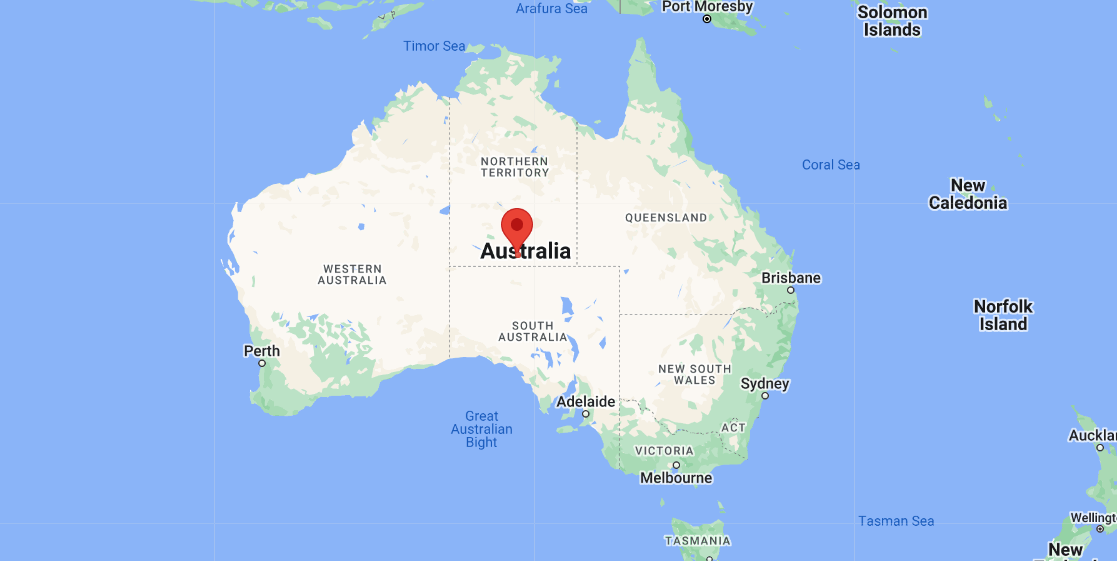 Arafura Sea
Port Moresby
Solomon
Islands
Timor Sea
NORTHERN
TERRITORY
Coral Sea
New
Caledonia
QUEENSLAND
Australia
WESTERN
AUSTRALIA
Brisbane
Norfolk
Island
SOUTH
AUSTRALIA
Perth
NEW SOUTH
WALES
Sydney
Adelaide
Great
Australian
Bight
ACT
Aucklan
VICTORIA
Melbourne
Tasman Sea
Wellingt
TASMANIA
New